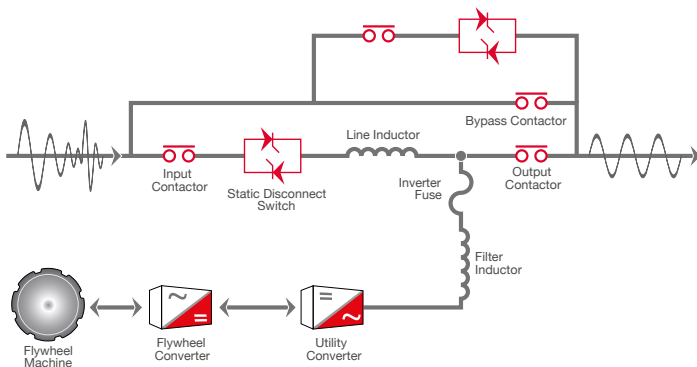 Bypass Contactor
Line Inductor
Input
Contactor
Static Disconnect
Switch
Inverter
Fuse
Output
Contactor
Filter
Inductor
Flywheel
Machine
Flywheel
Converter
Utility
Converter